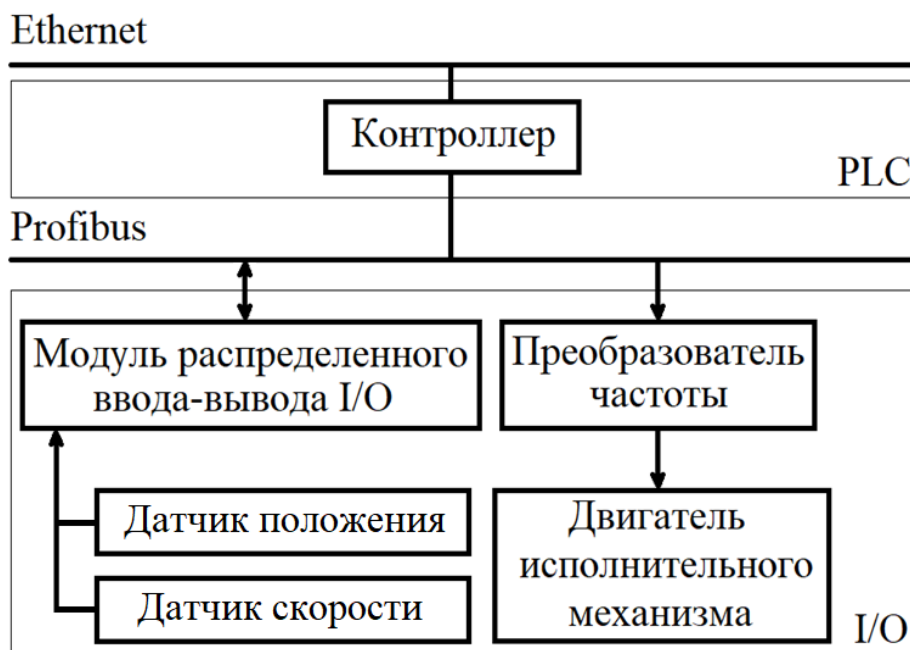 Ethernet
Контроллер
PLC
Profibus
Модуль распределенного
ввода-вывода I/O
Преобразователь
частоты
Датчик положения
Датчик скорости
Двигатель
исполнительного
механизма
I/O